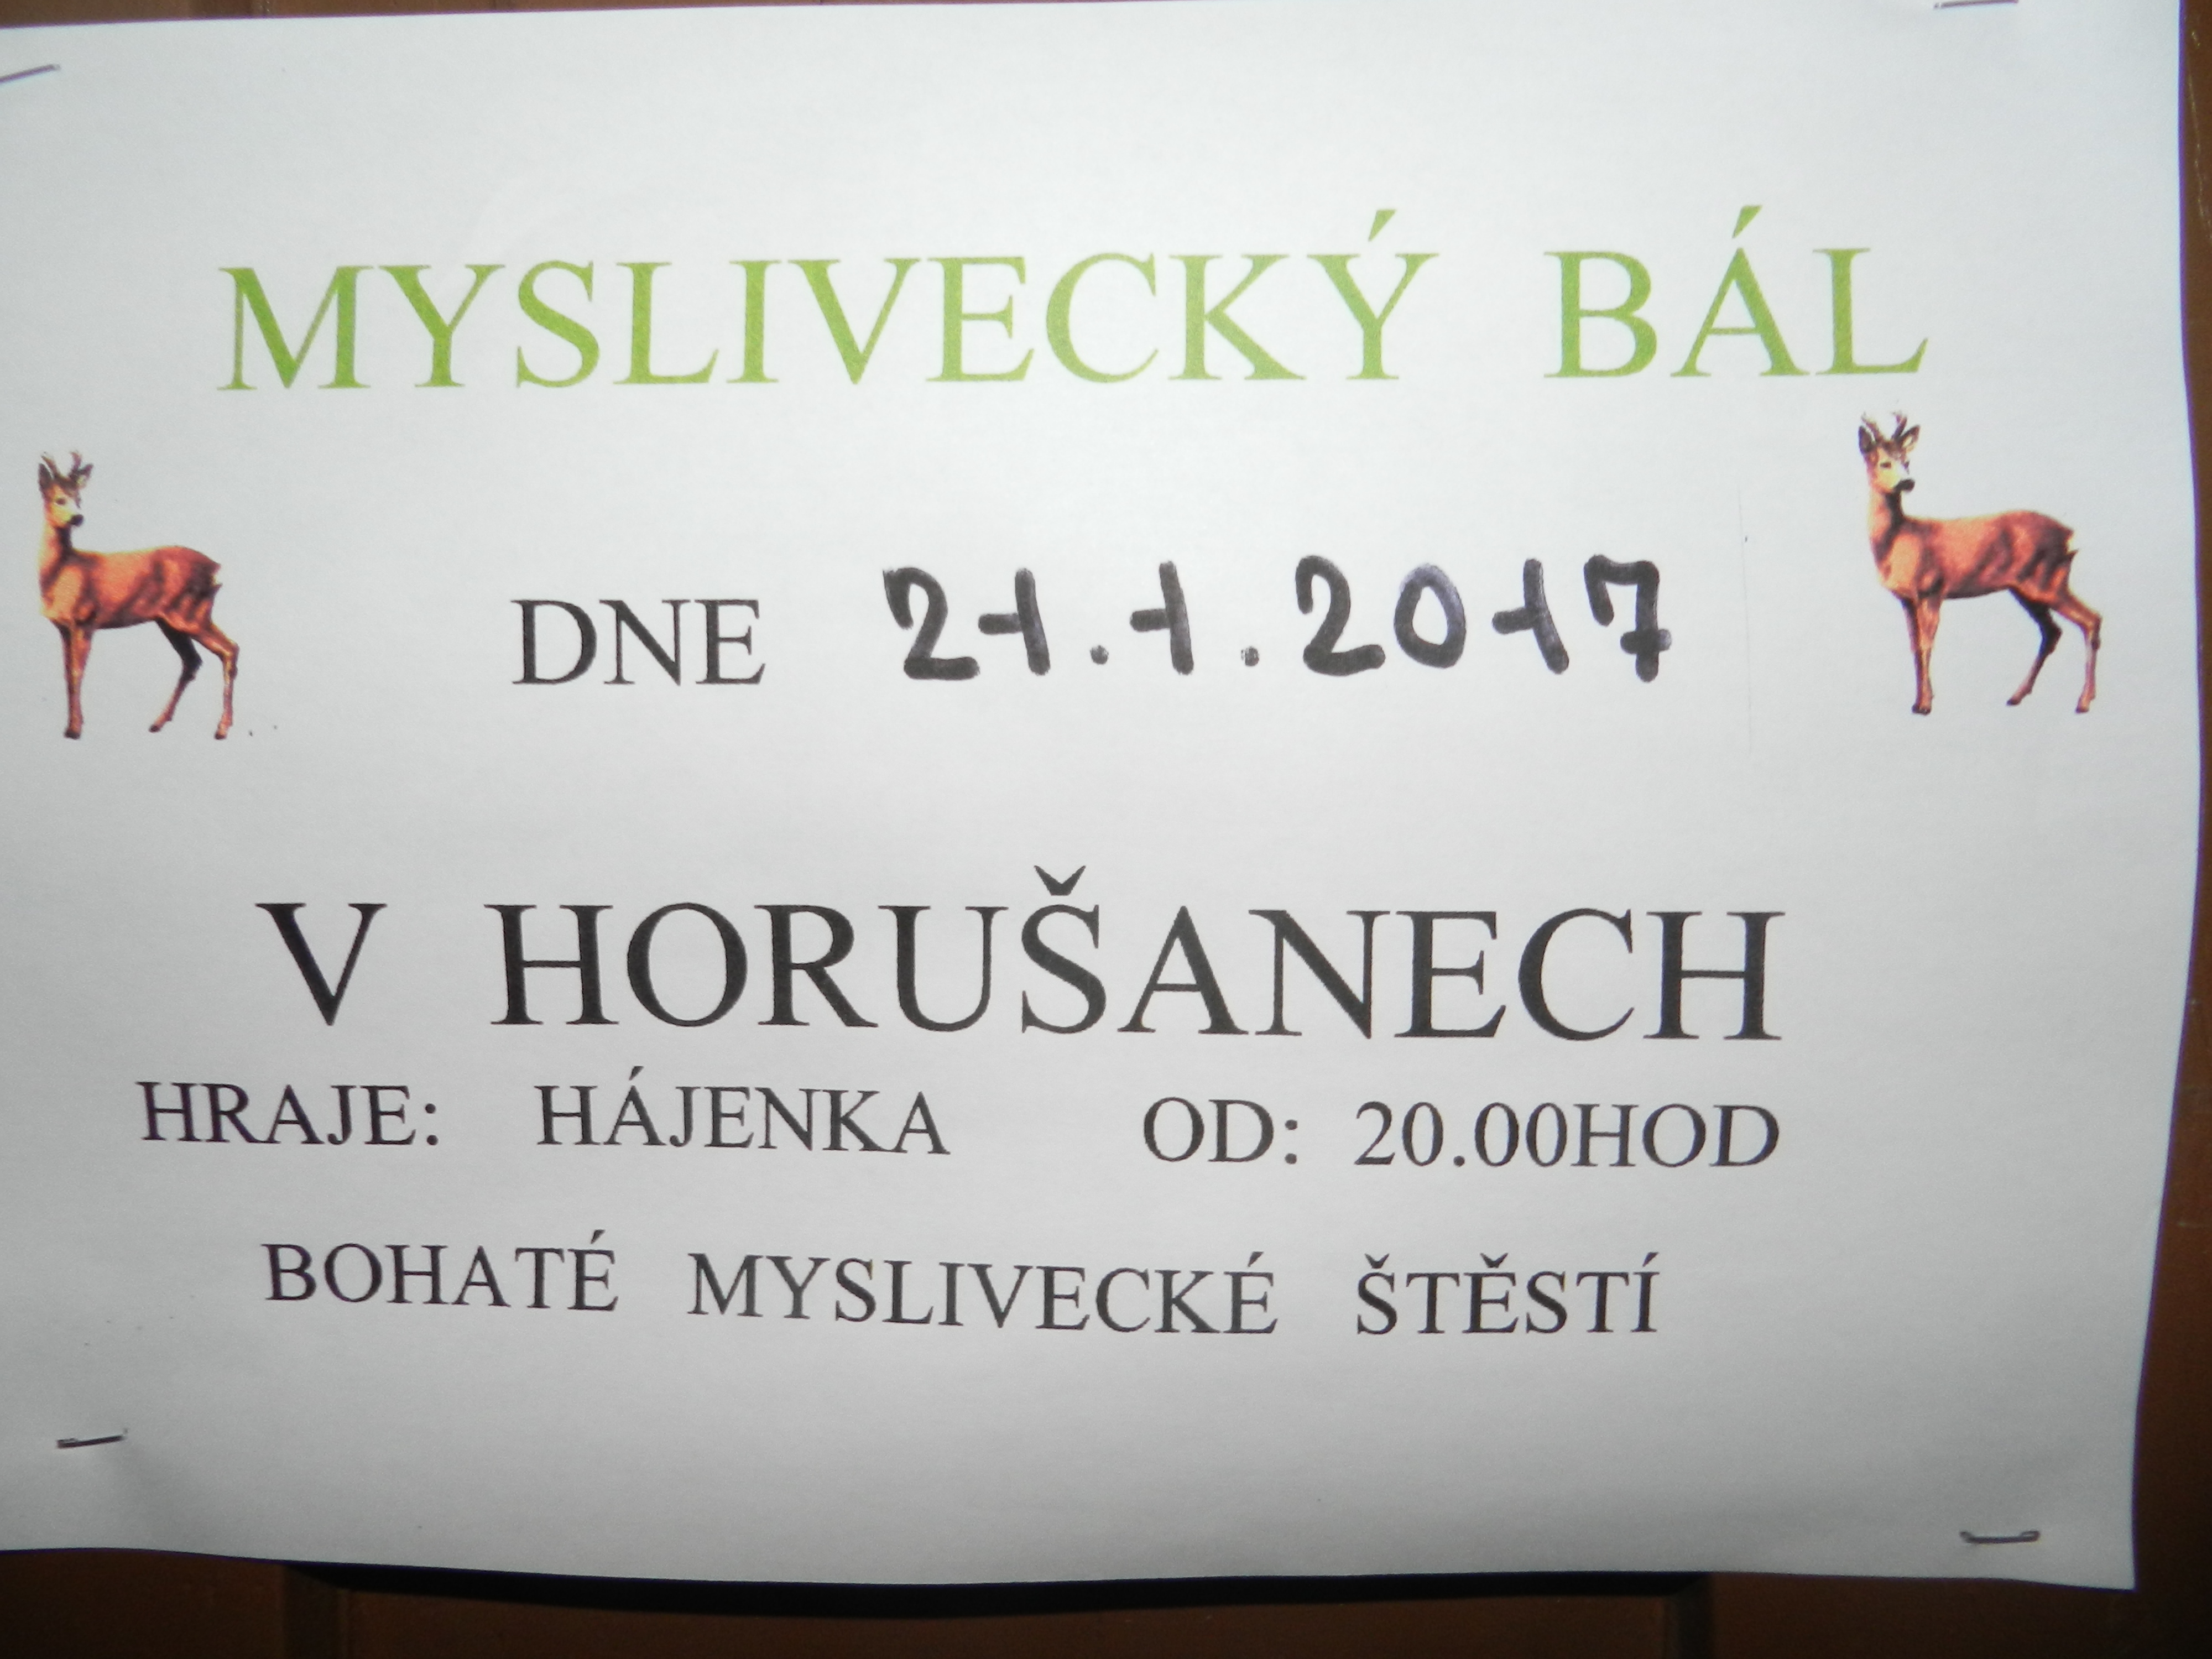 MYSLIVECKÝ BÁL
DNE 21.1.2017
V HORUŠANECH
HRAJE: HÁJENKA OD: 20.00HOD
BOHATÉ MYSLIVECKÉ ŠTĚSTÍ